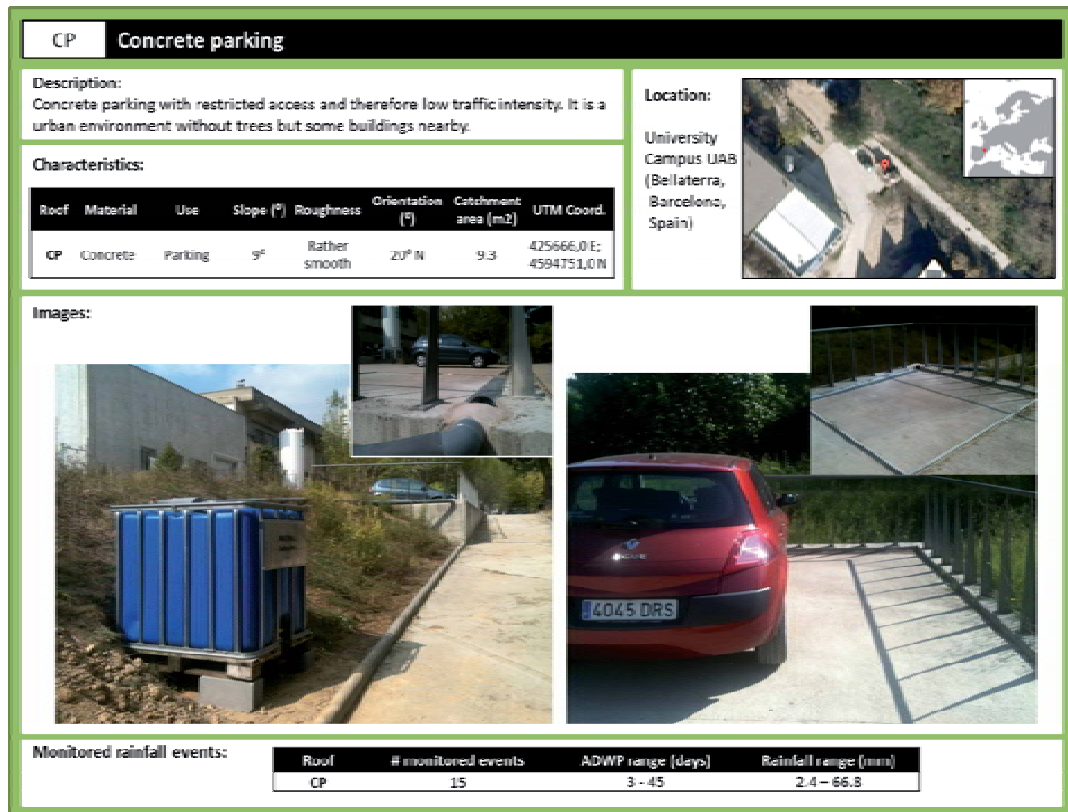 CP Concrete parking
Description:
Concrete parking with restricted access and therefore low traffic intensity. It is a
urban environment without trees but some buildings nearby.
Location:
University
Campus UAB
(Bellaterra,
Barcelona,
Spain)
Characteristics:
Roof Material Use Slope (º) Roughness Orientation (º) Catchment area (m2) UTM Coord.
CP Concrete Parking 9º Rather smooth 20º N 9.3 425666,0 E; 4594751,0 N
Images:
4045 DRS
Monitored rainfall events:
Roof # monitored events ADWP range (days) Rainfall range (mm)
CP 15 3 - 45 2.4 – 66.8